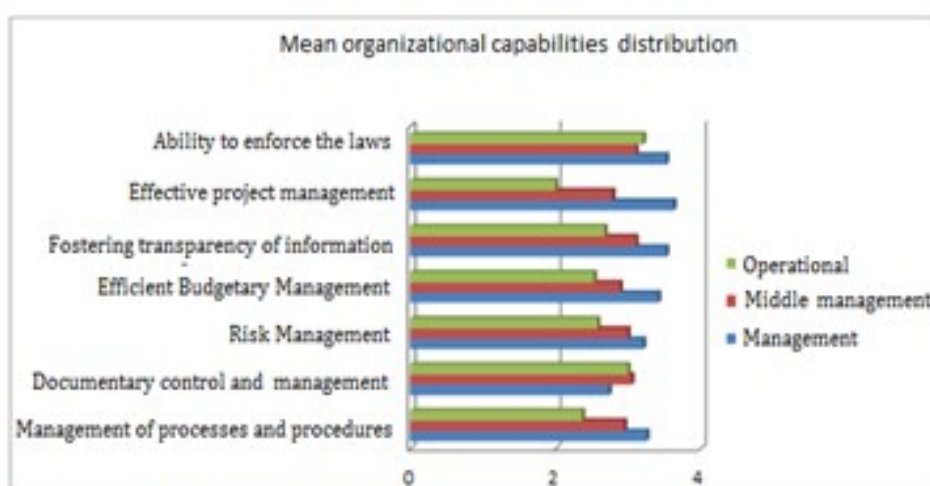 Mean organizational capabilities distribution
Ability to enforce the laws
Effective project management
Fostering transparency of information
Efficient Budgetary Management
Risk Management
Documentary control and management
Management of processes and procedures
Operational
Middle management
Management
0 2 4